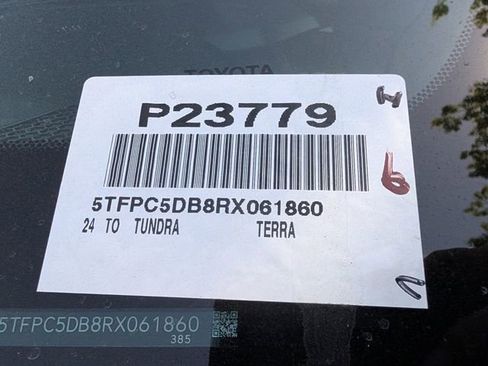 TOYOTA
P23779
5TFPC5DB8RX061860
24 TO TUNDRA TERRA
5TFPC5DB8RX061860
385